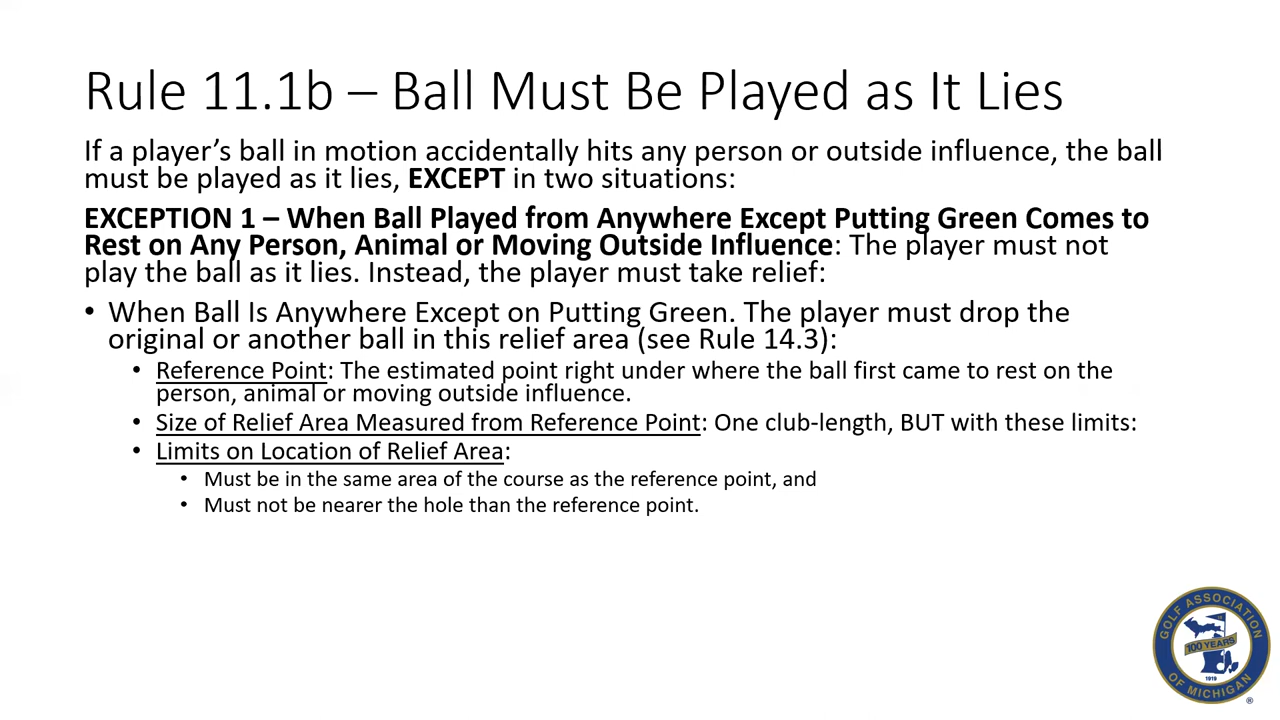 Rule 11.1b – Ball Must Be Played as It Lies
If a player’s ball in motion accidentally hits any person or outside influence, the ball
must be played as it lies, EXCEPT in two situations:
EXCEPTION 1 – When Ball Played from Anywhere Except Putting Green Comes to
Rest on Any Person, Animal or Moving Outside Influence: The player must not
play the ball as it lies. Instead, the player must take relief:
• When Ball Is Anywhere Except on Putting Green. The player must drop the
original or another ball in this relief area (see Rule 14.3):
• Reference Point: The estimated point right under where the ball first came to rest on the
person, animal or moving outside influence.
• Size of Relief Area Measured from Reference Point: One club-length, BUT with these limits:
• Limits on Location of Relief Area:
• Must be in the same area of the course as the reference point, and
• Must not be nearer the hole than the reference point.
GOLF ASSOCIATION
100 YEARS
1919
OF MICHIGAN
®